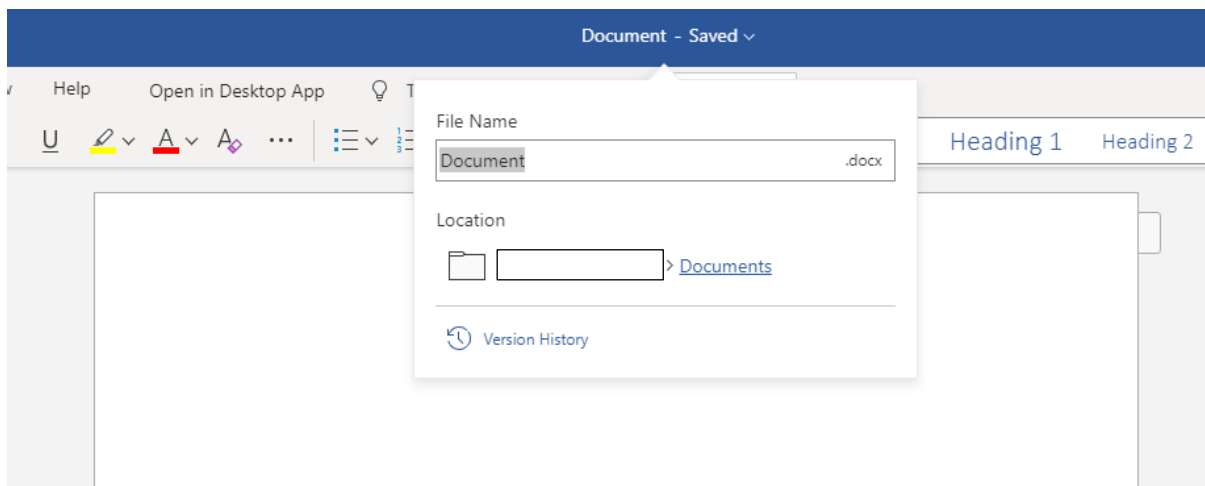 Document - Saved
Help Open in Desktop App
U A A Heading 1 Heading 2
File Name
Document .docx
Location
> Documents
Version History